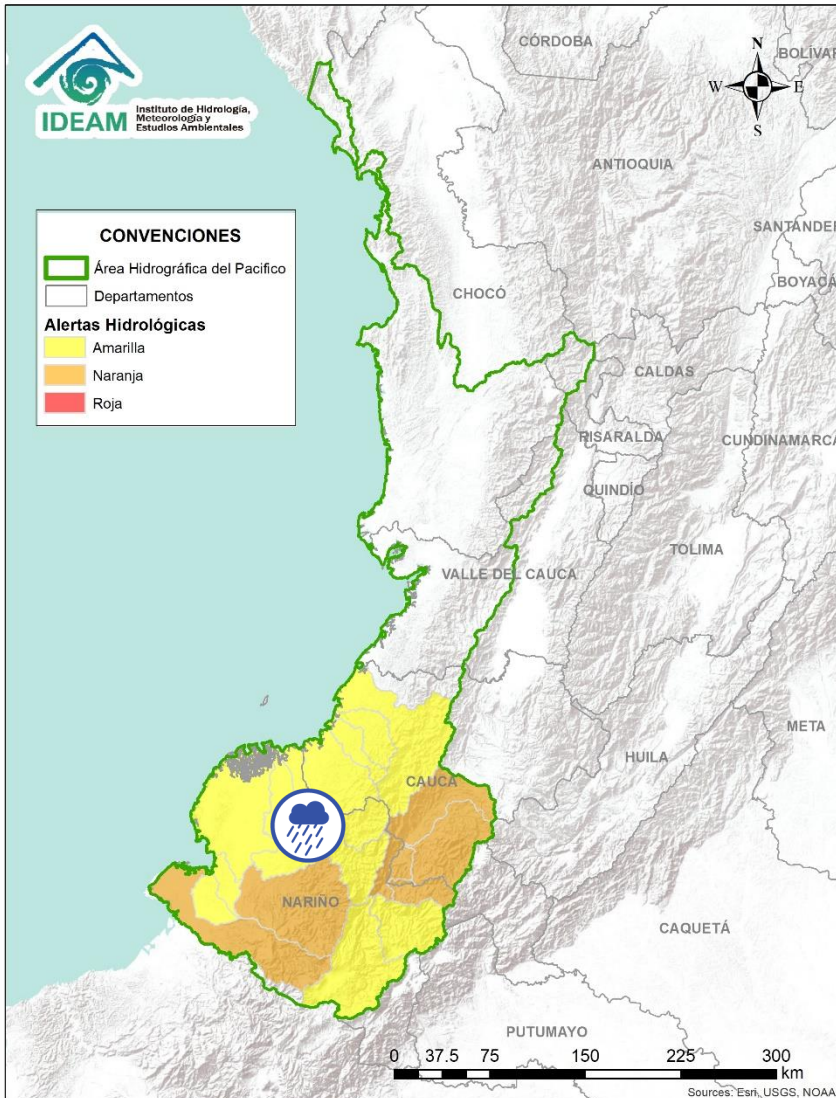 IDEAM
Instituto de Hidrología,
Meteorología y
Estudios Ambientales
CÓRDOBA
BOLÍVAR
N
W
E
S
ANTIOQUIA
SANTANDER
BOYACÁ
CONVENCIONES
Área Hidrográfica del Pacifico
Departamentos
Alertas Hidrológicas
Amarilla
Naranja
Roja
CHOCÓ
CALDAS
RISARALDA
CUNDINAMARCA
QUINDÍO
TOLIMA
VALLE DEL CAUCA
META
HUILA
CAUCA
NARIÑO
CAQUETÁ
PUTUMAYO
0 37.5 75 150 225 300
km
Sources: Esri, USGS, NOAA